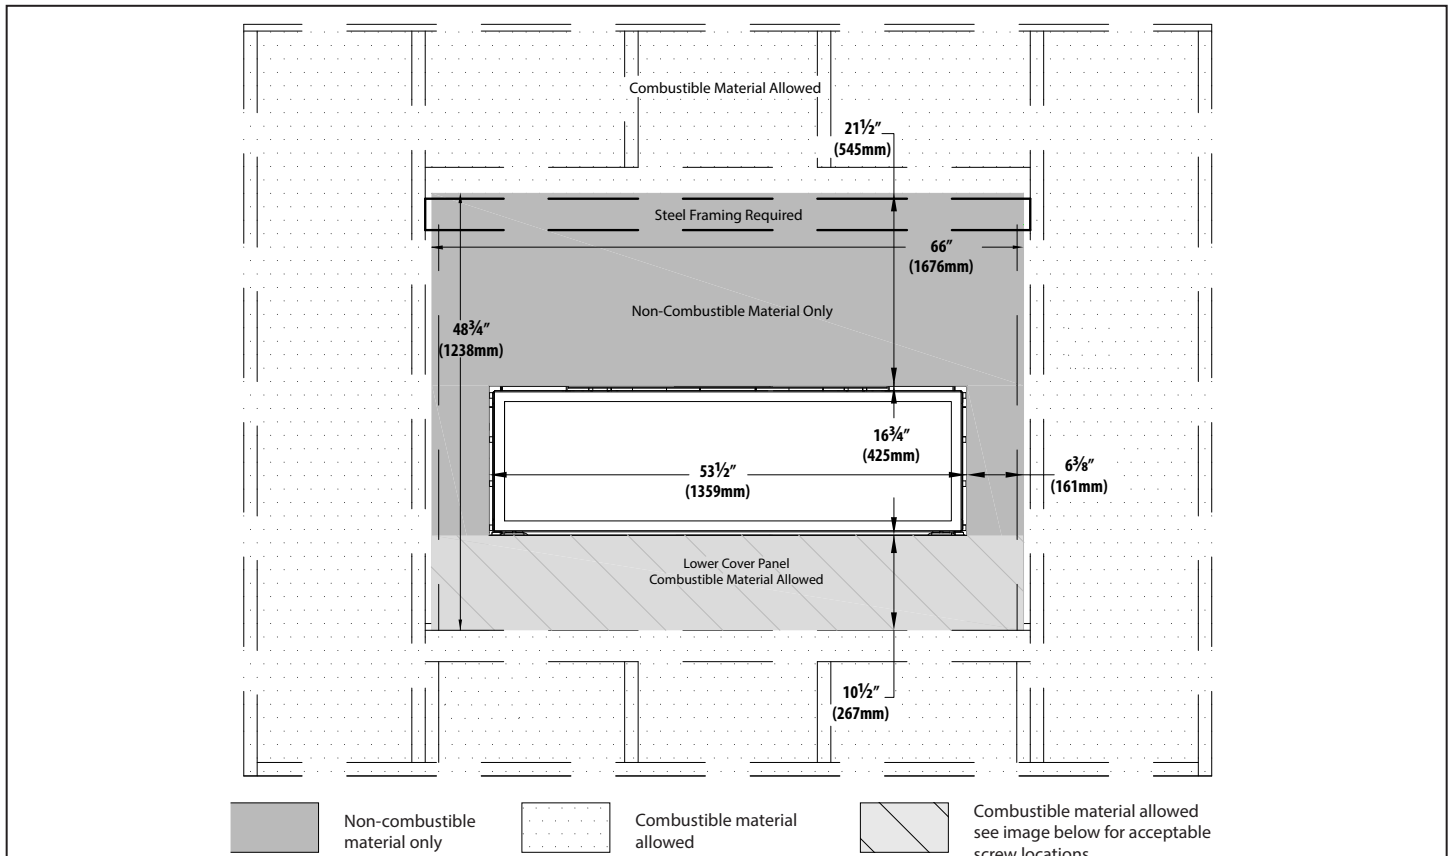 Combustible Material Allowed
21½”
(545mm)
Steel Framing Required
66”
(1676mm)
Non-Combustible Material Only
48¾”
(1238mm)
16¾”
(425mm)
53½”
(1359mm)
6⅜”
(161mm)
Lower Cover Panel
Combustible Material Allowed
10½”
(267mm)
Non-combustible
material only
Combustible material
allowed
Combustible material allowed
see image below for acceptable
screw locations